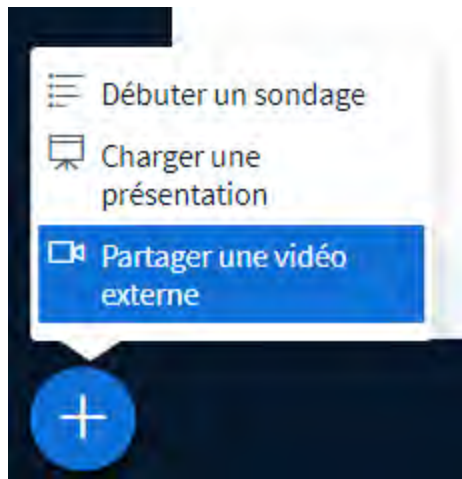 Débuter un sondage
Charger une
présentation
Partager une vidéo
externe